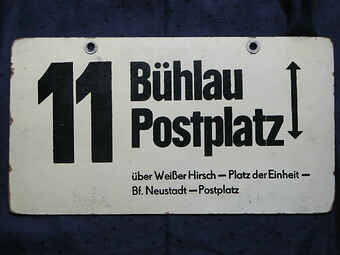 11 Bühlau
Postplatz
über Weißer Hirsch — Platz der Einheit —
Bf. Neustadt — Postplatz